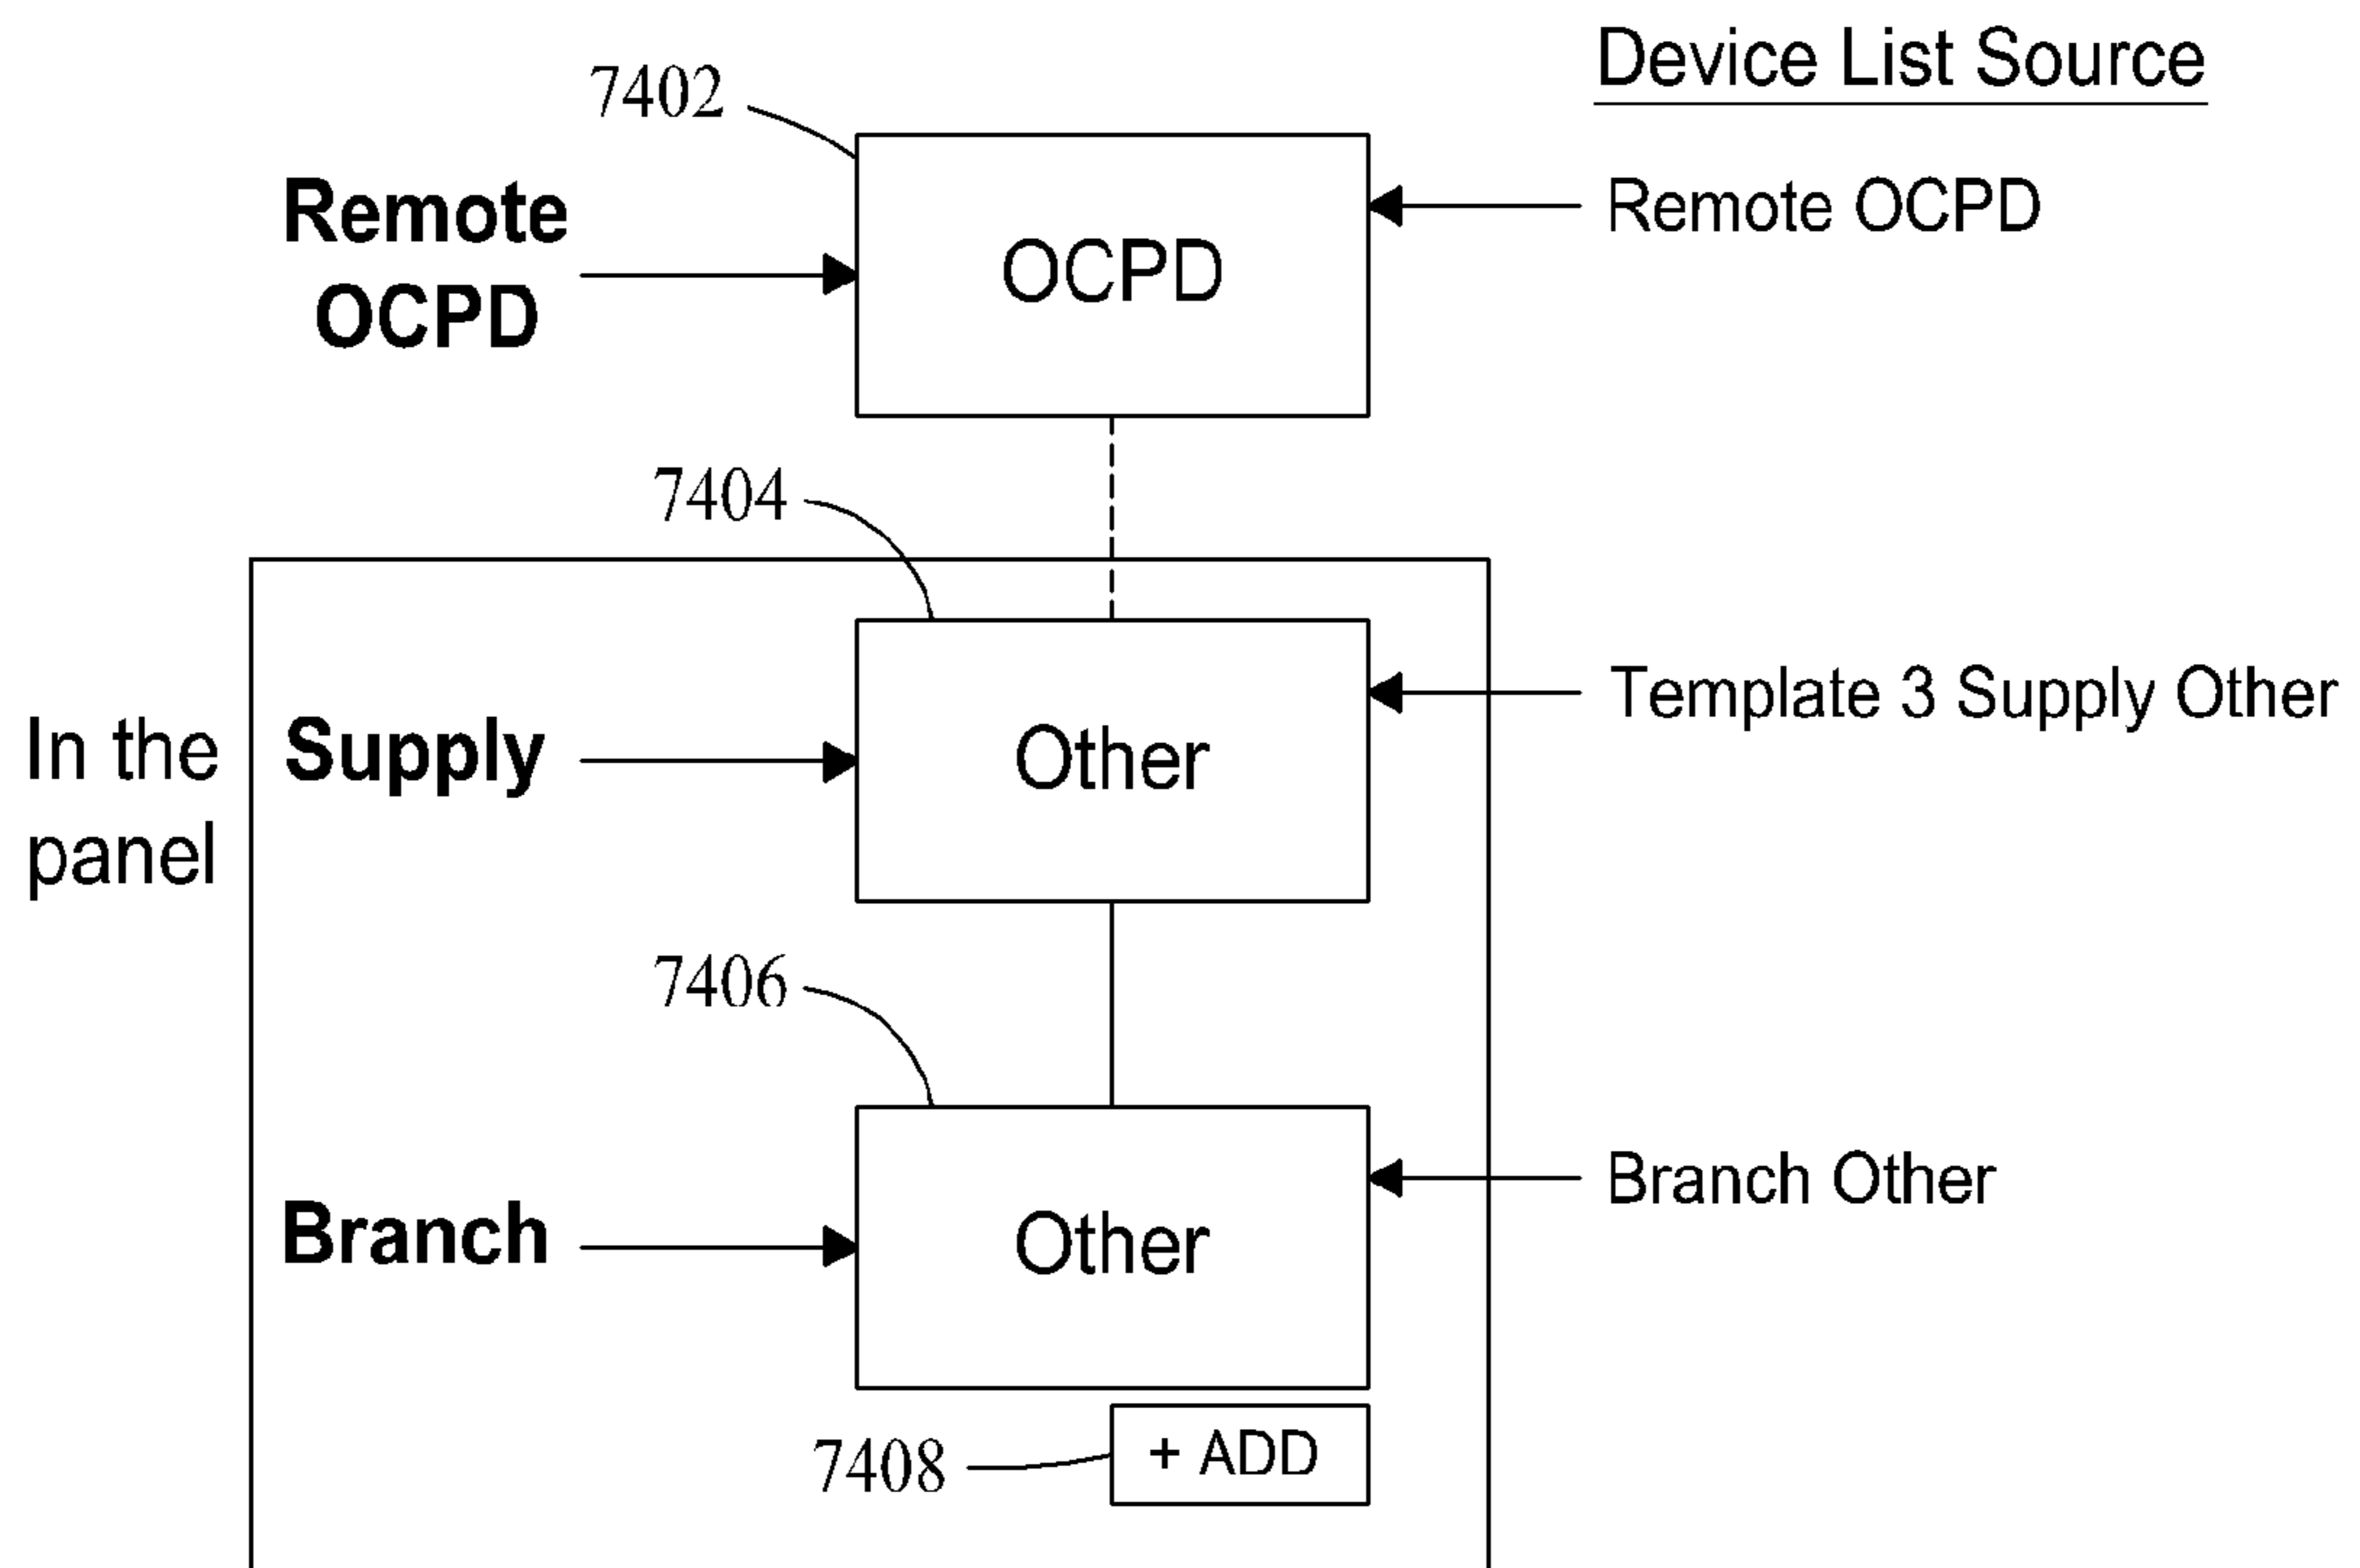 Device List Source
7402
Remote
OCPD
OCPD
Remote OCPD
7404
In the
panel
Supply
Other
Template 3 Supply Other
7406
Branch
Other
Branch Other
7408
+ ADD